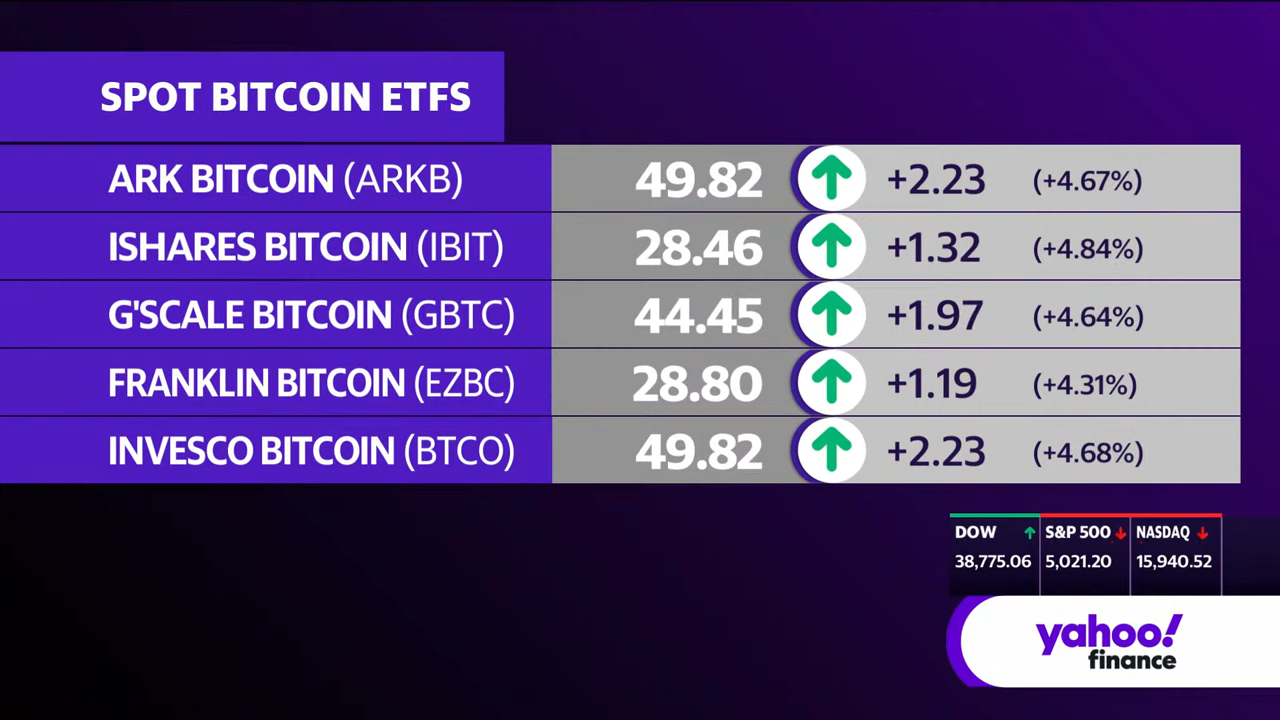 SPOT BITCOIN ETFS
ARK BITCOIN (ARKB) 49.82 +2.23 (+4.67%)
ISHARES BITCOIN (IBIT) 28.46 +1.32 (+4.84%)
G'SCALE BITCOIN (GBTC) 44.45 +1.97 (+4.64%)
FRANKLIN BITCOIN (EZBC) 28.80 +1.19 (+4.31%)
INVESCO BITCOIN (BTCO) 49.82 +2.23 (+4.68%)
DOW S&P 500 NASDAQ
38,775.06 5,021.20 15,940.52
yahoo!
finance